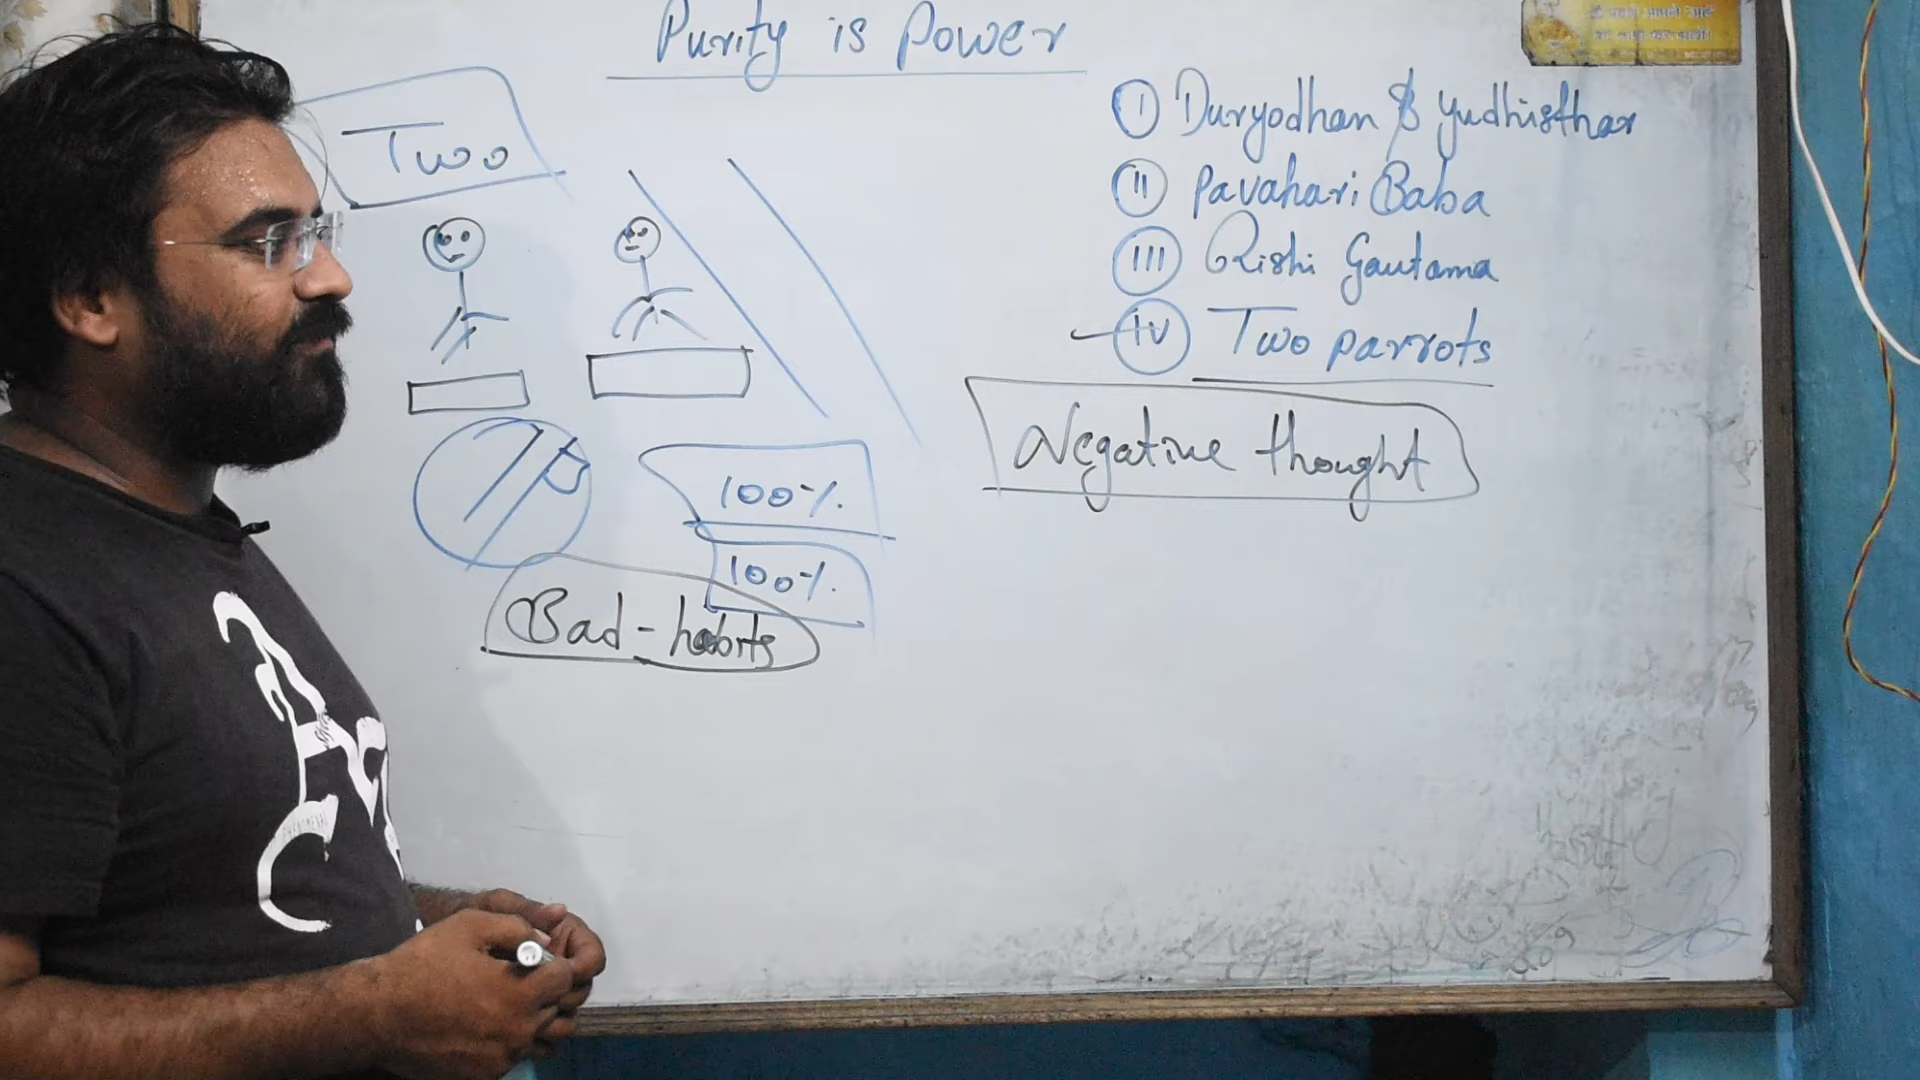 Purity is Power
Two
100%.
100%.
Bad-habits
I Duryodhan & Yudhisthar
II Pavahari Baba
III Rishi Gautama
IV Two parrots
Negative thought